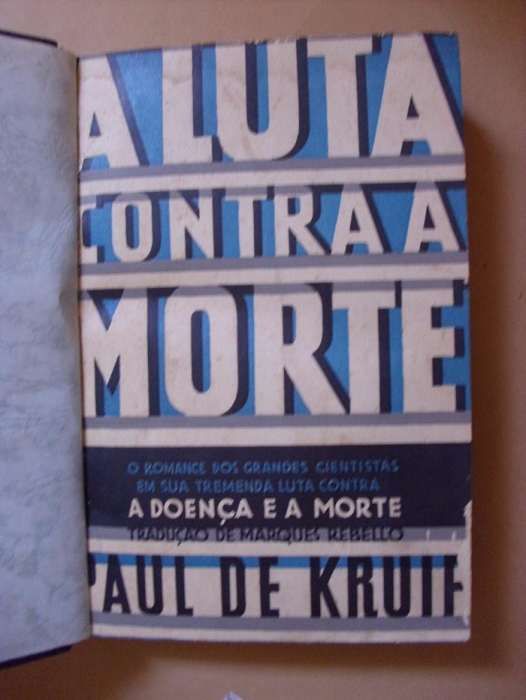 A LUTA
CONTRA A
MORTE
O ROMANCE DOS GRANDES CIENTISTAS
EM SUA TREMENDA LUTA CONTRA
A DOENÇA E A MORTE
TRADUÇÃO DE MARQUES REBELLO
PAUL DE KRUIF